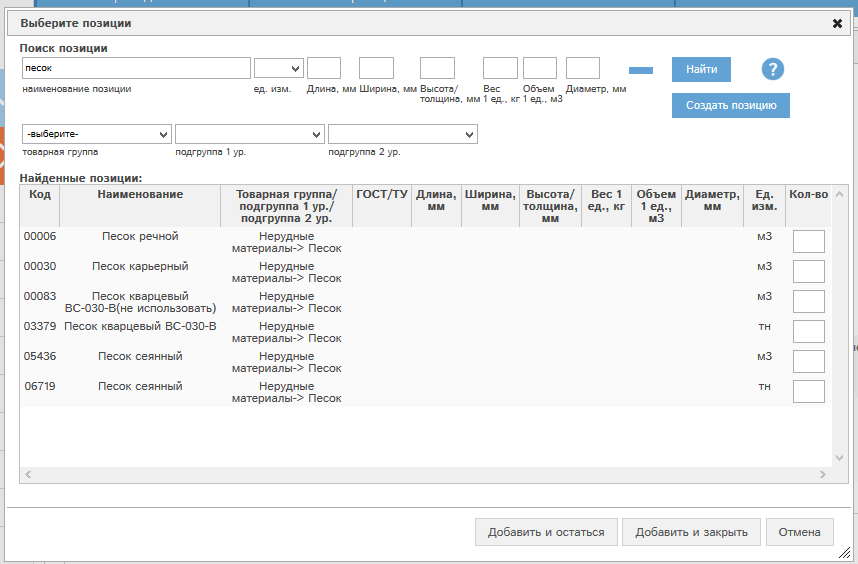 Выберите позиции
Поиск позиции
песок
наименование позиции
ед. изм.
Длина, мм
Ширина, мм
Высота/
толщина, мм
Вес
1 ед., кг
Объем
1 ед., м3
Диаметр, мм
Найти
?
Создать позицию
-выберите-
товарная группа
подгруппа 1 ур.
подгруппа 2 ур.
Найденные позиции:
Код
Наименование
Товарная группа/
подгруппа 1 ур./
подгруппа 2 ур.
ГОСТ/ТУ
Длина,
мм
Ширина,
мм
Высота/
толщина,
мм
Вес 1
ед., кг
Объем
1 ед.,
м3
Диаметр,
мм
Ед.
изм.
Кол-во
00006 Песок речной Нерудные м3
материалы-> Песок
00030 Песок карьерный Нерудные м3
материалы-> Песок
00083 Песок кварцевый Нерудные м3
ВС-030-В(не использовать) материалы-> Песок
03379 Песок кварцевый ВС-030-В Нерудные тн
материалы-> Песок
05436 Песок сеянный Нерудные м3
материалы-> Песок
06719 Песок сеянный Нерудные тн
материалы-> Песок
Добавить и остаться
Добавить и закрыть
Отмена